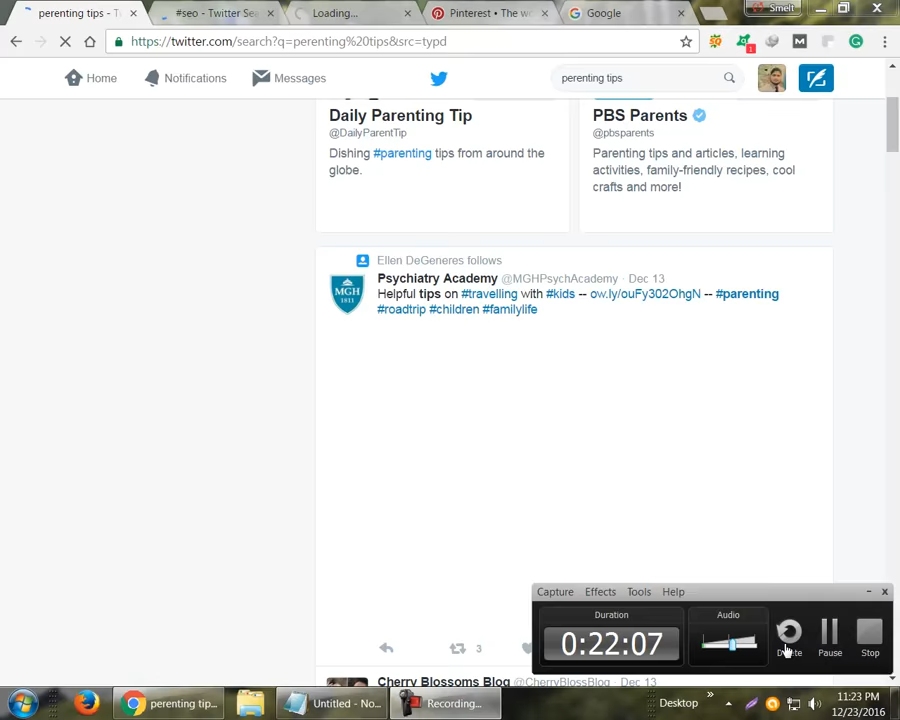 perenting tips - T
#seo - Twitter Sea
Loading...
Pinterest • The wo
Google
Smelt
https://twitter.com/search?q=perenting%20tips&src=typd
1
M
Home
Notifications
Messages
perenting tips
Daily Parenting Tip
@DailyParentTip
Dishing #parenting tips from around the
globe.
PBS Parents
@pbsparents
Parenting tips and articles, learning
activities, family-friendly recipes, cool
crafts and more!
Ellen DeGeneres follows
Psychiatry Academy @MGHPsychAcademy · Dec 13
MGH
1811
Helpful tips on #travelling with #kids -- ow.ly/ouFy302OhgN -- #parenting
#roadtrip #children #familylife
3
Cherry Blossoms Blog @CherryBlossBlog · Dec 13
Capture Effects Tools Help
Duration
0:22:07
Audio
Delete
Pause
Stop
perenting tip...
Untitled - No...
Recording...
Desktop
11:23 PM
12/23/2016